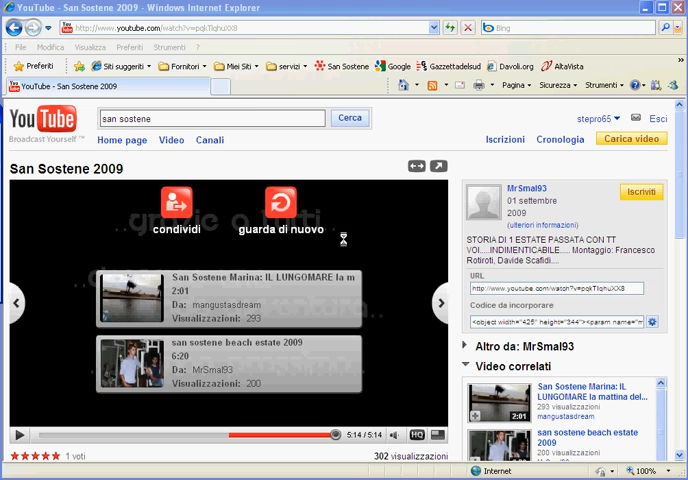 YouTube - San Sostene 2009 - Windows Internet Explorer
http://www.youtube.com/watch?v=pqkTlqhuXX8
Bing
File Modifica Visualizza Preferiti Strumenti ?
Preferiti Siti suggeriti Fornitori Miei Siti servizi San Sostene Google Gazzettadelsud Davoli.org AltaVista
YouTube - San Sostene 2009
Pagina Sicurezza Strumenti
YouTube
Broadcast Yourself ™
san sostene
Cerca
stepro65 Esci
Home page Video Canali
Iscrizioni Cronologia Carica video
San Sostene 2009
...grazie a tutti ...
condividi guarda di nuovo
San Sostene Marina: IL LUNGOMARE la m
2:01
Da: mangustasdream
Visualizzazioni: 293
san sostene beach estate 2009
6:20
Da: MrSmal93
Visualizzazioni: 200
5:14 / 5:14
HQ
1 voti
302 visualizzazioni
MrSmal93
01 settembre
2009
(ulteriori informazioni)
Iscriviti
STORIA DI 1 ESTATE PASSATA CON TT
VOI.....INDIMENTICABILE..... Montaggio: Francesco
Rotiroti, Davide Scafidi....
URL
http://www.youtube.com/watch?v=pqkTlqhuXX8
Codice da incorporare
<object width="425" height="344"><param name="m
Altro da: MrSmal93
Video correlati
San Sostene Marina: IL
LUNGOMARE la mattina del...
293 visualizzazioni
mangustasdream
2:01
san sostene beach estate
2009
200 visualizzazioni
Internet
100%